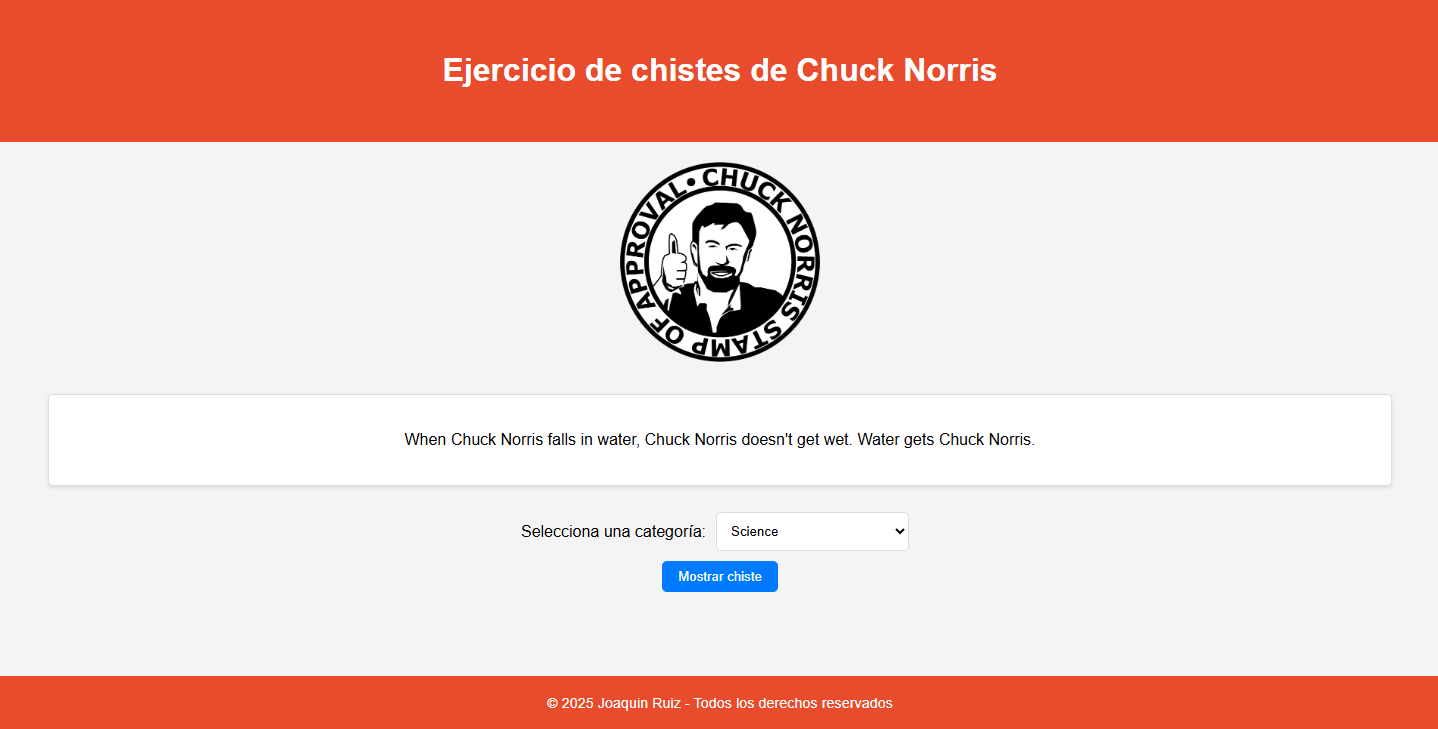 Ejercicio de chistes de Chuck Norris
CHUCK NORRIS STAMP OF APPROVAL •
When Chuck Norris falls in water, Chuck Norris doesn't get wet. Water gets Chuck Norris.
Selecciona una categoría: Science
Mostrar chiste
© 2025 Joaquin Ruiz - Todos los derechos reservados